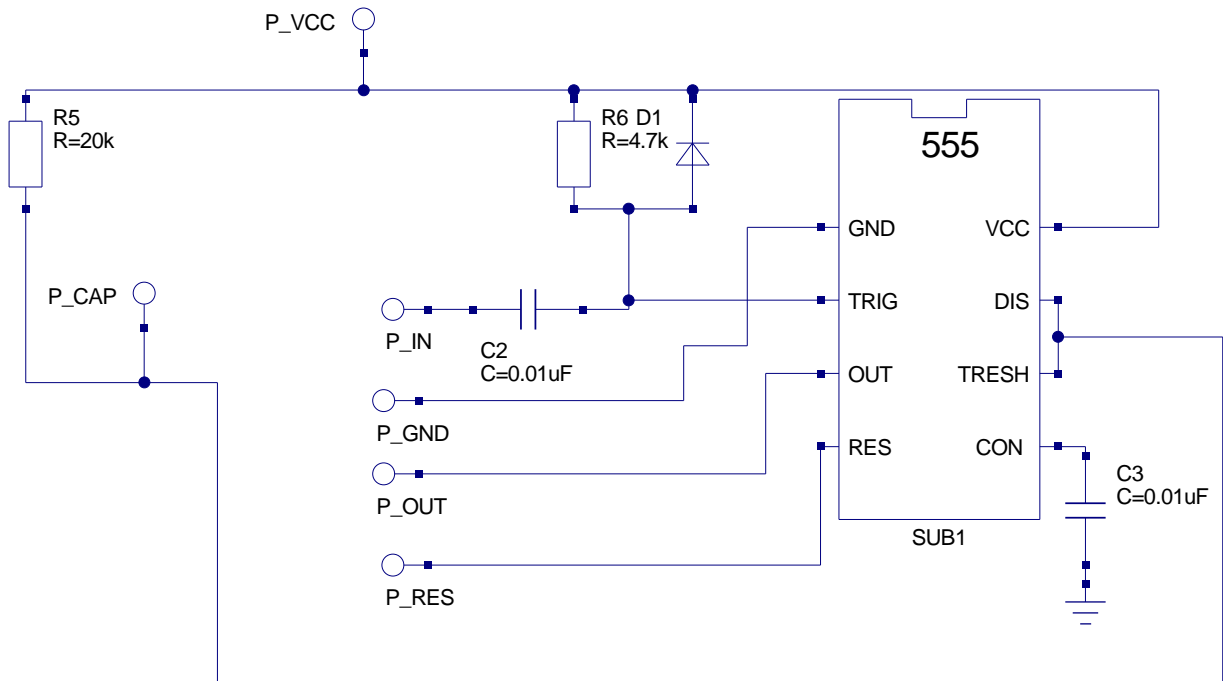 P_VCC
R5
R=20k
R6 D1
R=4.7k
555
GND
VCC
P_CAP
TRIG
DIS
P_IN
C2
C=0.01uF
OUT
TRESH
P_GND
RES
CON
C3
C=0.01uF
P_OUT
SUB1
P_RES